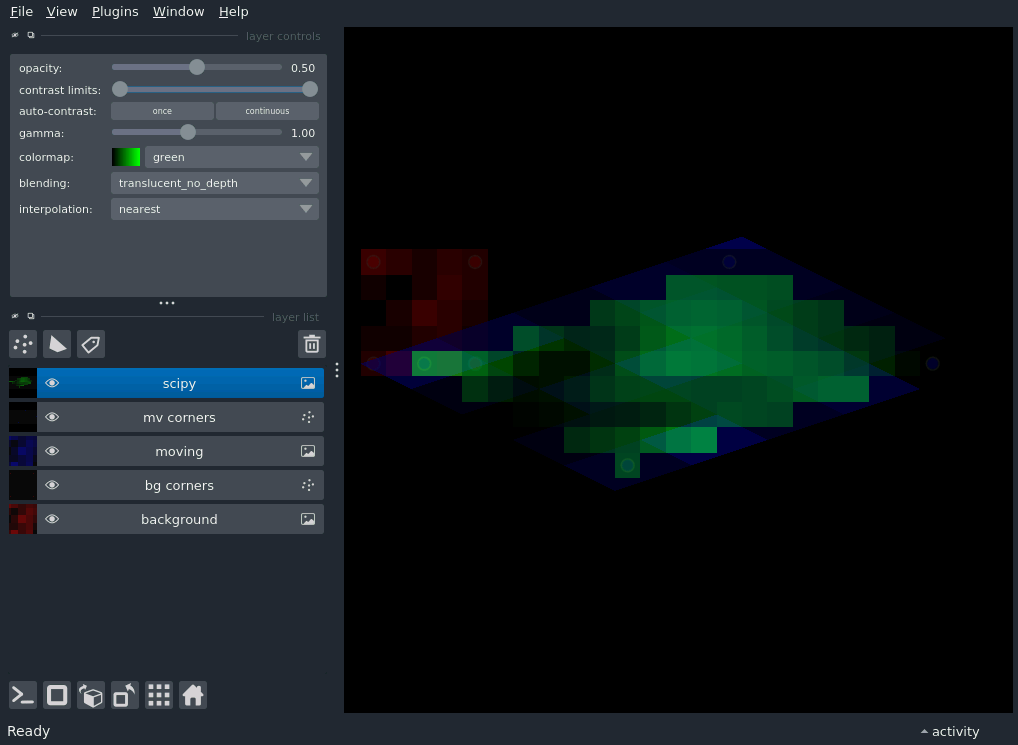 File View Plugins Window Help
layer controls
opacity: 0.50
contrast limits:
auto-contrast: once continuous
gamma: 1.00
colormap: green
blending: translucent_no_depth
interpolation: nearest
layer list
scipy
mv corners
moving
bg corners
background
Ready
activity